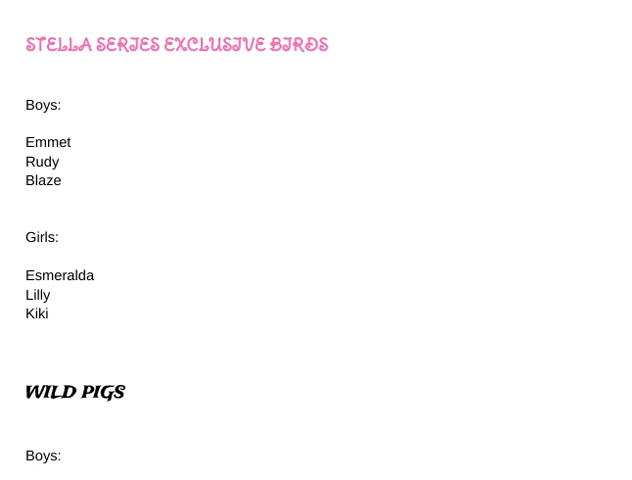 STELLA SERIES EXCLUSIVE BIRDS
Boys:
Emmet
Rudy
Blaze
Girls:
Esmeralda
Lilly
Kiki
WILD PIGS
Boys: